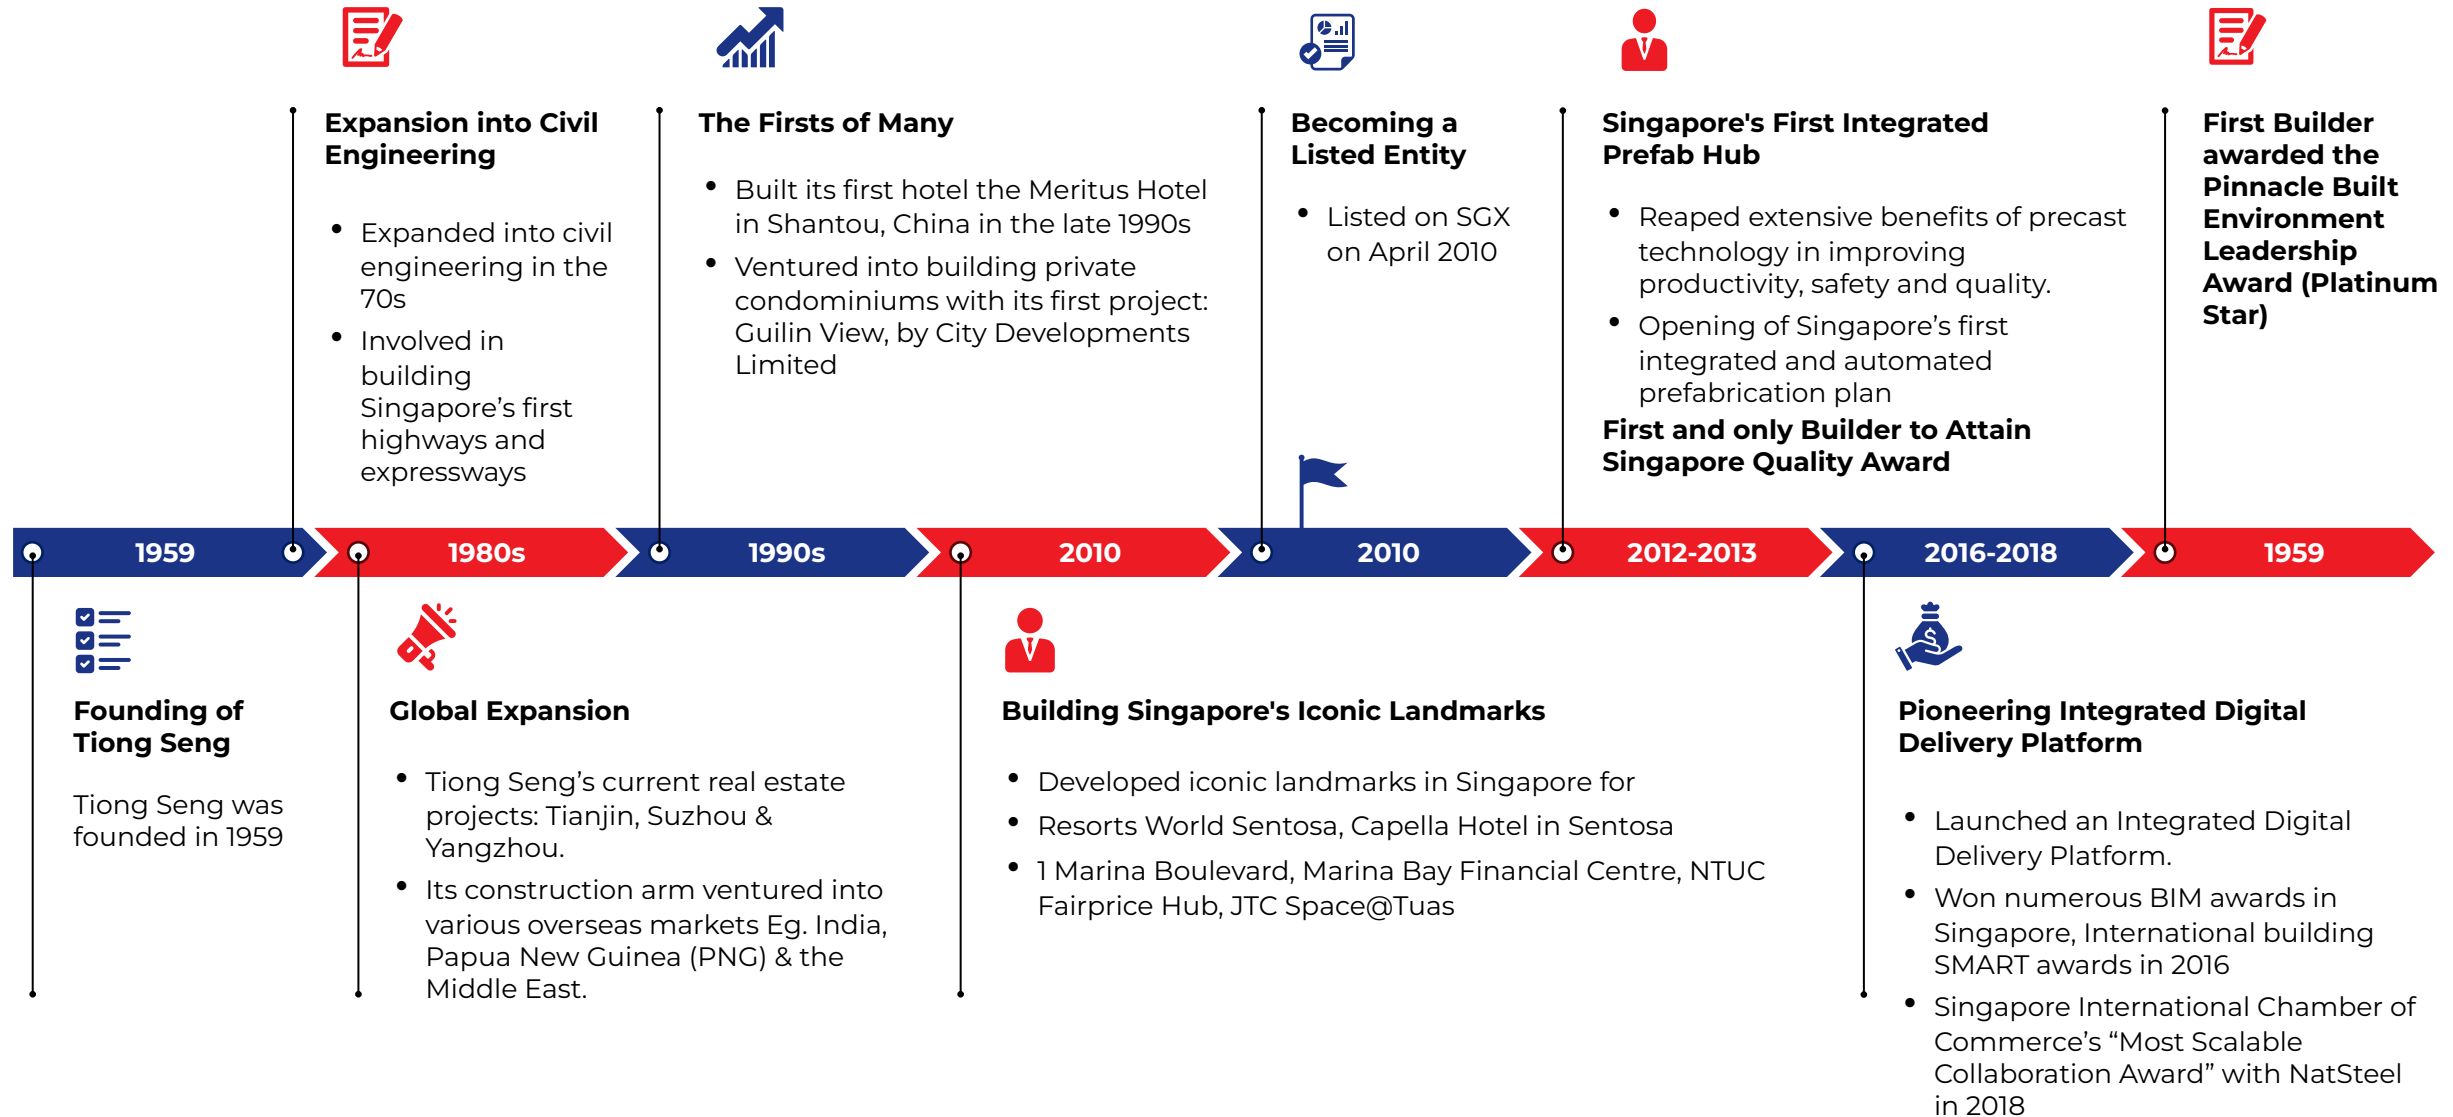 Expansion into Civil
Engineering
• Expanded into civil
engineering in the
70s
• Involved in
building
Singapore’s first
highways and
expressways
The Firsts of Many
• Built its first hotel the Meritus Hotel
in Shantou, China in the late 1990s
• Ventured into building private
condominiums with its first project:
Guilin View, by City Developments
Limited
Becoming a
Listed Entity
• Listed on SGX
on April 2010
Singapore's First Integrated
Prefab Hub
• Reaped extensive benefits of precast
technology in improving
productivity, safety and quality.
• Opening of Singapore’s first
integrated and automated
prefabrication plan
First and only Builder to Attain
Singapore Quality Award
First Builder
awarded the
Pinnacle Built
Environment
Leadership
Award (Platinum
Star)
1959
1980s
1990s
2010
2010
2012-2013
2016-2018
1959
Founding of
Tiong Seng
Tiong Seng was
founded in 1959
Global Expansion
• Tiong Seng’s current real estate
projects: Tianjin, Suzhou &
Yangzhou.
• Its construction arm ventured into
various overseas markets Eg. India,
Papua New Guinea (PNG) & the
Middle East.
Building Singapore's Iconic Landmarks
• Developed iconic landmarks in Singapore for
• Resorts World Sentosa, Capella Hotel in Sentosa
• 1 Marina Boulevard, Marina Bay Financial Centre, NTUC
Fairprice Hub, JTC Space@Tuas
Pioneering Integrated Digital
Delivery Platform
• Launched an Integrated Digital
Delivery Platform.
• Won numerous BIM awards in
Singapore, International building
SMART awards in 2016
• Singapore International Chamber of
Commerce’s “Most Scalable
Collaboration Award” with NatSteel
in 2018